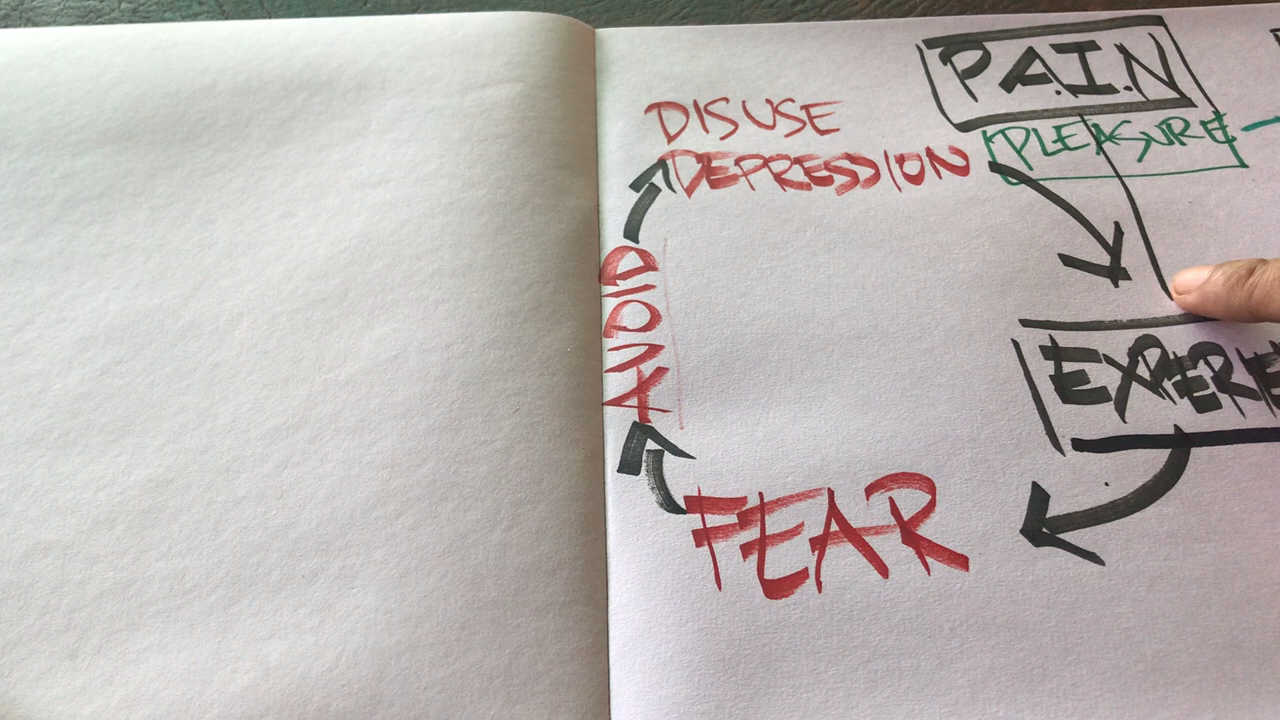 P.A.I.N
DISUSE
PLEASURE
DEPRESSION
AVOID
FEAR